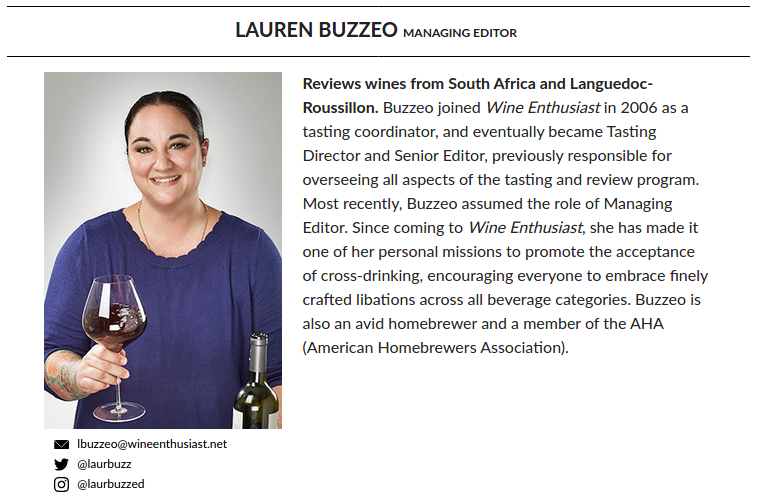 LAUREN BUZZEO MANAGING EDITOR
Reviews wines from South Africa and Languedoc-
Roussillon. Buzzeo joined Wine Enthusiast in 2006 as a
tasting coordinator, and eventually became Tasting
Director and Senior Editor, previously responsible for
overseeing all aspects of the tasting and review program.
Most recently, Buzzeo assumed the role of Managing
Editor. Since coming to Wine Enthusiast, she has made it
one of her personal missions to promote the acceptance
of cross-drinking, encouraging everyone to embrace finely
crafted libations across all beverage categories. Buzzeo is
also an avid homebrewer and a member of the AHA
(American Homebrewers Association).
lbuzzeo@wineenthusiast.net
@laurbuzz
@laurbuzzed